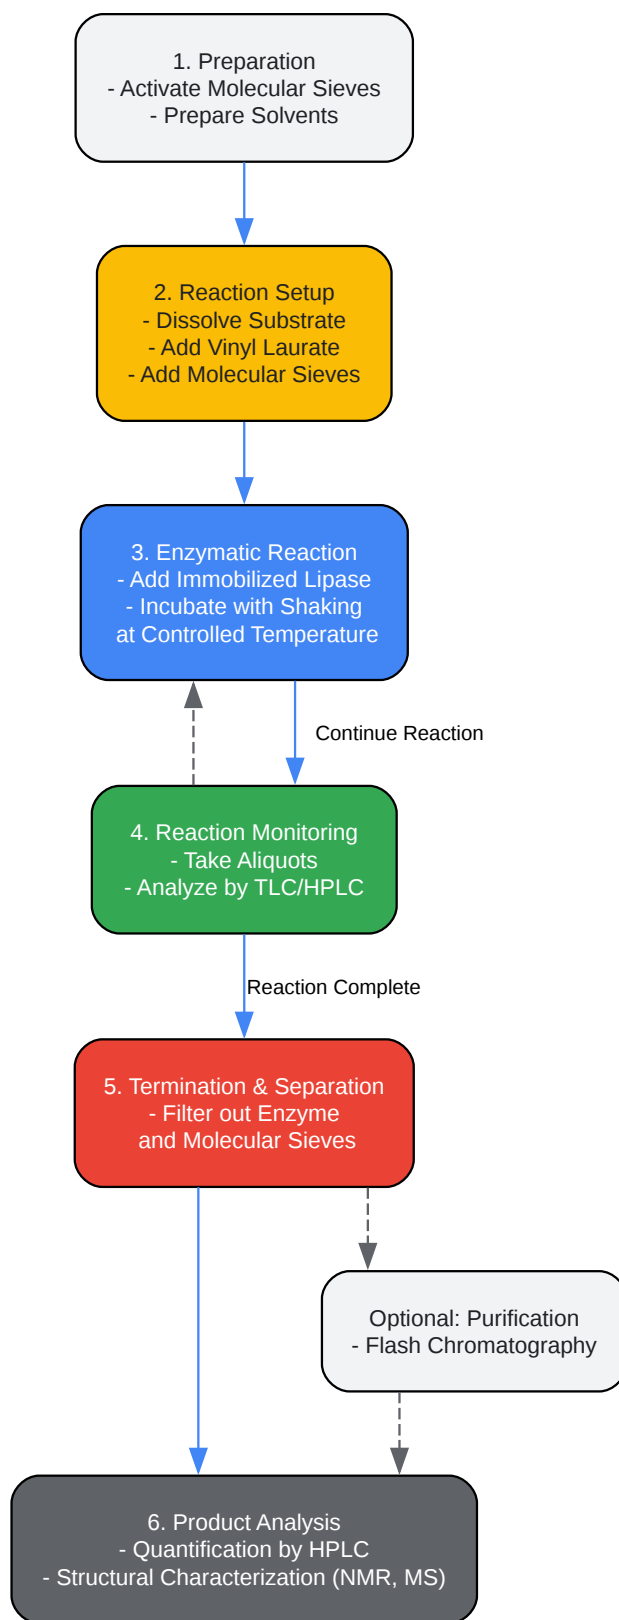 1. Preparation
- Activate Molecular Sieves
- Prepare Solvents
2. Reaction Setup
- Dissolve Substrate
- Add Vinyl Laurate
- Add Molecular Sieves
3. Enzymatic Reaction
- Add Immobilized Lipase
- Incubate with Shaking
at Controlled Temperature
Continue Reaction
4. Reaction Monitoring
- Take Aliquots
- Analyze by TLC/HPLC
Reaction Complete
5. Termination & Separation
- Filter out Enzyme
and Molecular Sieves
Optional: Purification
- Flash Chromatography
6. Product Analysis
- Quantification by HPLC
- Structural Characterization (NMR, MS)